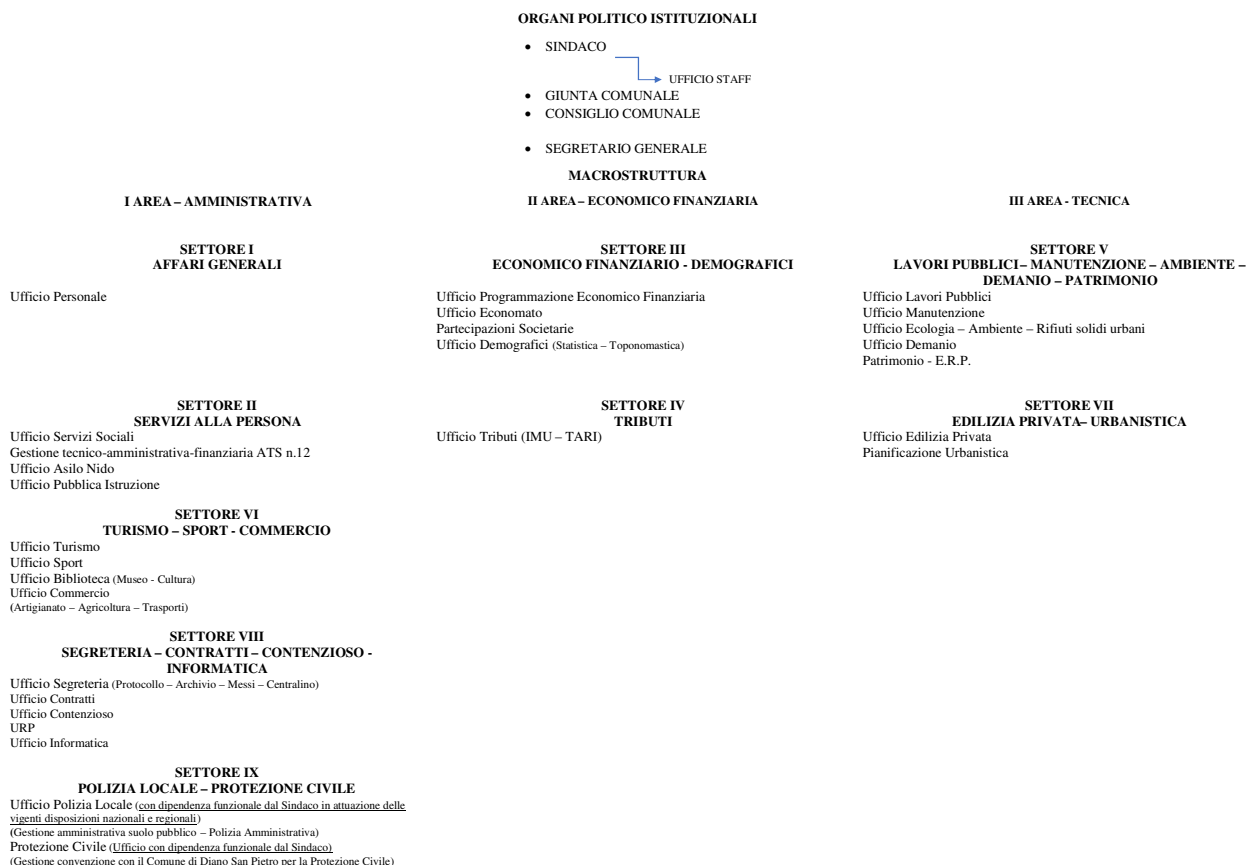 ORGANI POLITICO ISTITUZIONALI
• SINDACO
UFFICIO STAFF
• GIUNTA COMUNALE
• CONSIGLIO COMUNALE
• SEGRETARIO GENERALE
MACROSTRUTTURA
I AREA – AMMINISTRATIVA
SETTORE I
AFFARI GENERALI
Ufficio Personale
SETTORE II
SERVIZI ALLA PERSONA
Ufficio Servizi Sociali
Gestione tecnico-amministrativa-finanziaria ATS n.12
Ufficio Asilo Nido
Ufficio Pubblica Istruzione
SETTORE VI
TURISMO – SPORT - COMMERCIO
Ufficio Turismo
Ufficio Sport
Ufficio Biblioteca (Museo - Cultura)
Ufficio Commercio
(Artigianato – Agricoltura – Trasporti)
SETTORE VIII
SEGRETERIA – CONTRATTI – CONTENZIOSO -
INFORMATICA
Ufficio Segreteria (Protocollo – Archivio – Messi – Centralino)
Ufficio Contratti
Ufficio Contenzioso
URP
Ufficio Informatica
SETTORE IX
POLIZIA LOCALE – PROTEZIONE CIVILE
Ufficio Polizia Locale (con dipendenza funzionale dal Sindaco in attuazione delle
vigenti disposizioni nazionali e regionali)
(Gestione amministrativa suolo pubblico – Polizia Amministrativa)
Protezione Civile (Ufficio con dipendenza funzionale dal Sindaco)
(Gestione convenzione con il Comune di Diano San Pietro per la Protezione Civile)
II AREA – ECONOMICO FINANZIARIA
SETTORE III
ECONOMICO FINANZIARIO - DEMOGRAFICI
Ufficio Programmazione Economico Finanziaria
Ufficio Economato
Partecipazioni Societarie
Ufficio Demografici (Statistica – Toponomastica)
SETTORE IV
TRIBUTI
Ufficio Tributi (IMU – TARI)
III AREA - TECNICA
SETTORE V
LAVORI PUBBLICI – MANUTENZIONE – AMBIENTE –
DEMANIO – PATRIMONIO
Ufficio Lavori Pubblici
Ufficio Manutenzione
Ufficio Ecologia – Ambiente – Rifiuti solidi urbani
Ufficio Demanio
Patrimonio - E.R.P.
SETTORE VII
EDILIZIA PRIVATA– URBANISTICA
Ufficio Edilizia Privata
Pianificazione Urbanistica